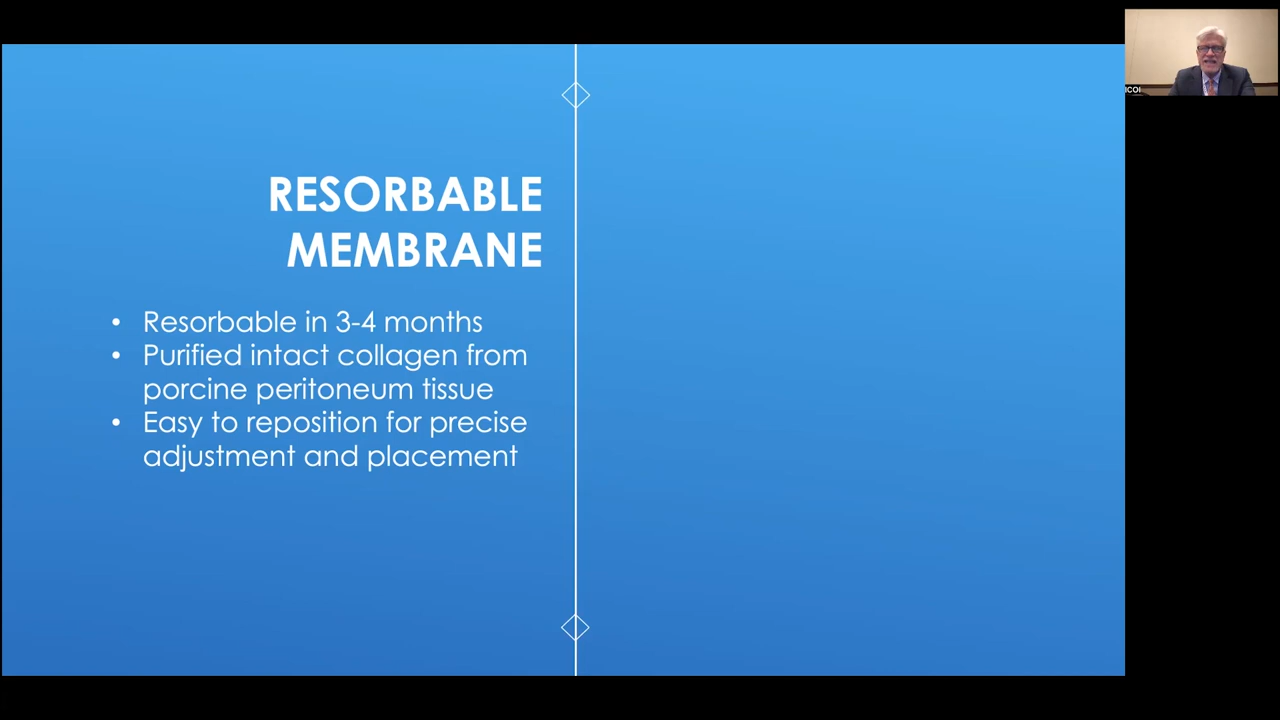 ICOI
RESORBABLE
MEMBRANE
• Resorbable in 3-4 months
• Purified intact collagen from
porcine peritoneum tissue
• Easy to reposition for precise
adjustment and placement